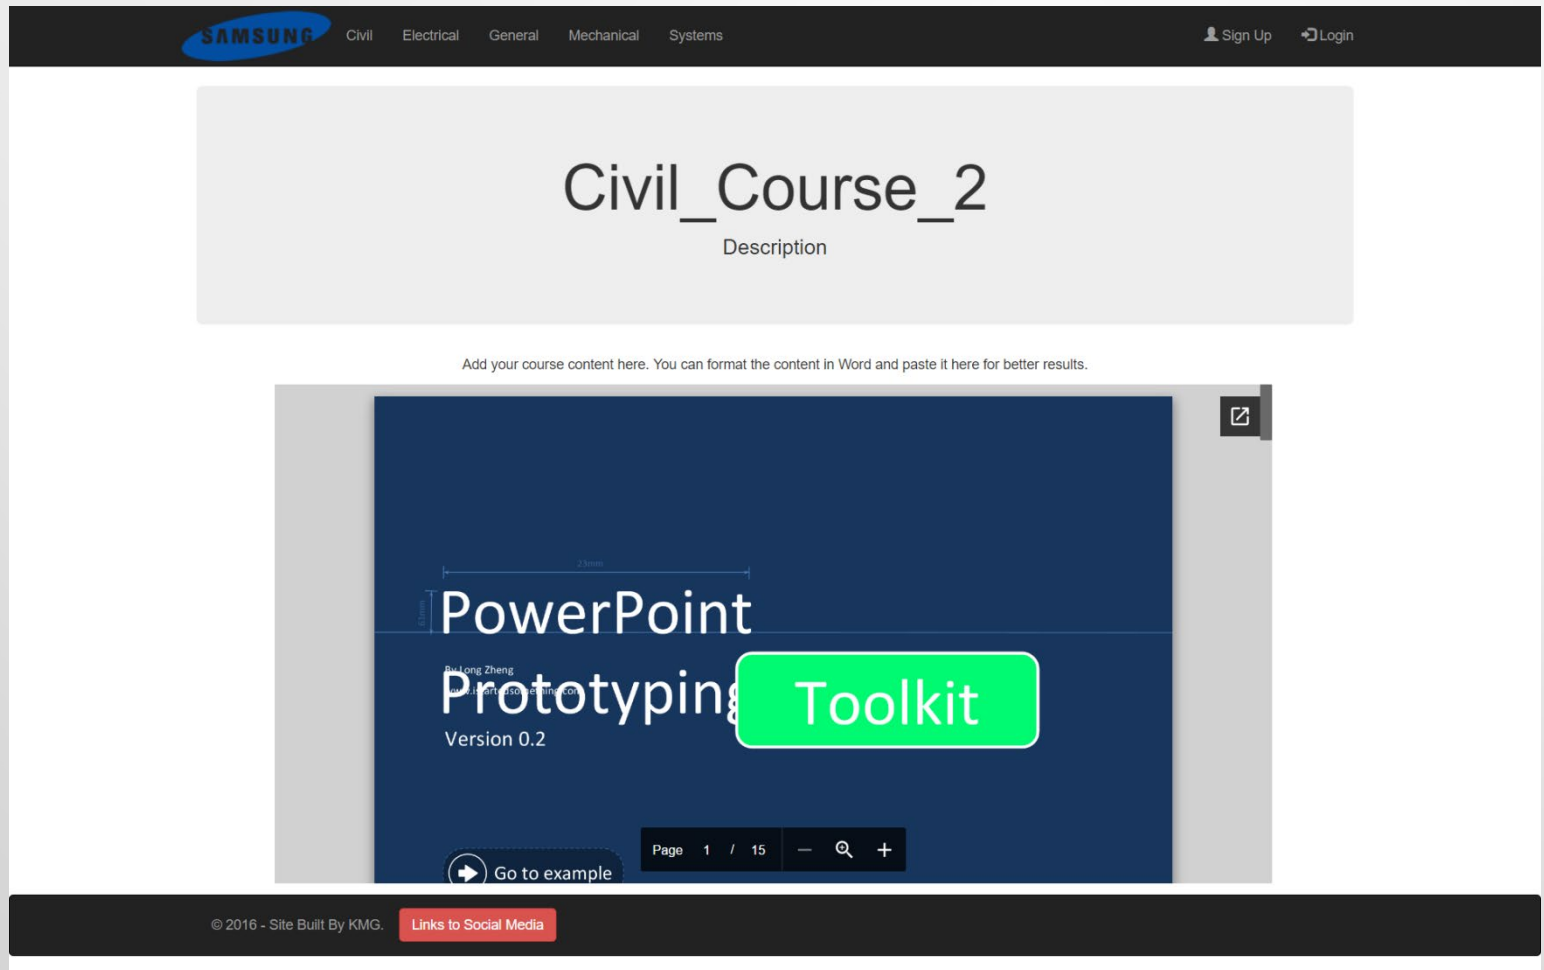 SAMSUNG Civil Electrical General Mechanical Systems Sign Up Login
Civil_Course_2
Description
Add your course content here. You can format the content in Word and paste it here for better results.
23mm
63mm
PowerPoint
By Long Zheng
Prototyping Toolkit
Version 0.2
Page 1 / 15
Go to example
© 2016 - Site Built By KMG. Links to Social Media